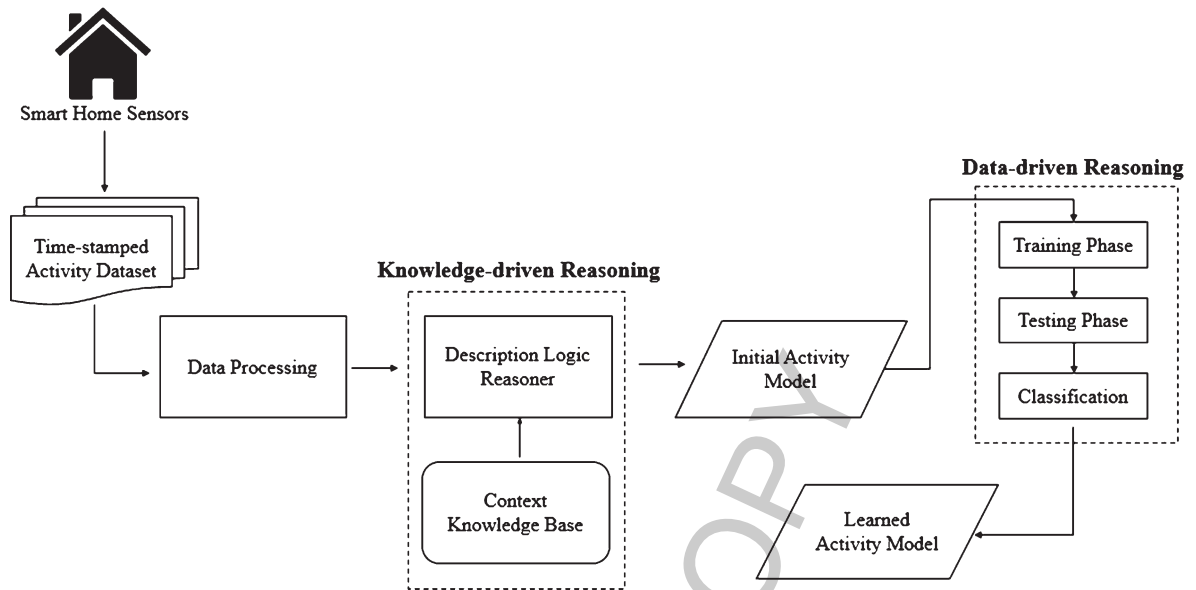 Smart Home Sensors
Time-stamped
Activity Dataset
Data Processing
Knowledge-driven Reasoning
Description Logic
Reasoner
Context
Knowledge Base
Initial Activity
Model
Data-driven Reasoning
Training Phase
Testing Phase
Classification
Learned
Activity Model
OPY